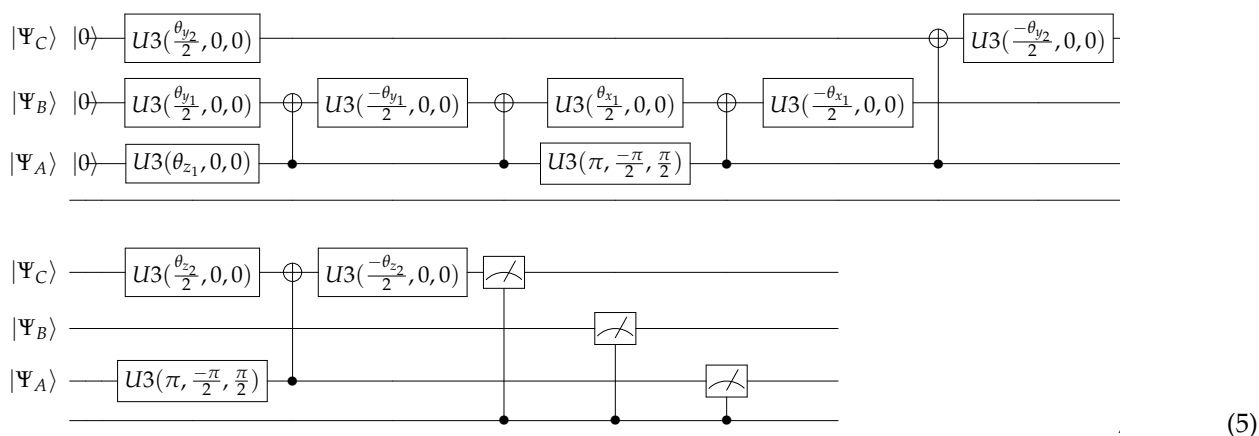 |Ψ_C⟩ |0⟩ U3(θ_{y_2}/2, 0, 0) U3(−θ_{y_2}/2, 0, 0)
|Ψ_B⟩ |0⟩ U3(θ_{y_1}/2, 0, 0) U3(−θ_{y_1}/2, 0, 0) U3(θ_{x_1}/2, 0, 0) U3(−θ_{x_1}/2, 0, 0)
|Ψ_A⟩ |0⟩ U3(θ_{z_1}, 0, 0) U3(π, −π/2, π/2)
|Ψ_C⟩ U3(θ_{z_2}/2, 0, 0) U3(−θ_{z_2}/2, 0, 0)
|Ψ_B⟩
|Ψ_A⟩ U3(π, −π/2, π/2)
, (5)